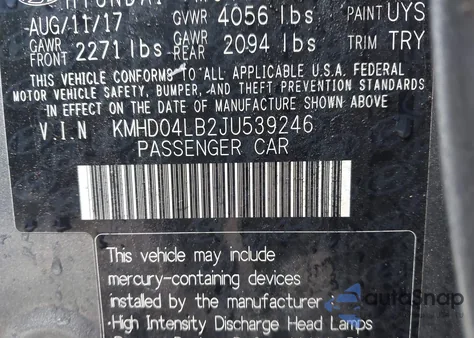 HYUNDAI
AUG/11/17 GVWR 4056 lbs PAINT UYS
GAWR FRONT 2271 lbs GAWR REAR 2094 lbs TRIM TRY
THIS VEHICLE CONFORMS TO ALL APPLICABLE U.S.A. FEDERAL
MOTOR VEHICLE SAFETY, BUMPER, AND THEFT PREVENTION STANDARDS
IN EFFECT ON THE DATE OF MANUFACTURE SHOWN ABOVE.
V.I.N KMHD04LB2JU539246
PASSENGER CAR
This vehicle may include
mercury-containing devices
installed by the manufacturer :
·High Intensity Discharge Head Lamps
autoSnap